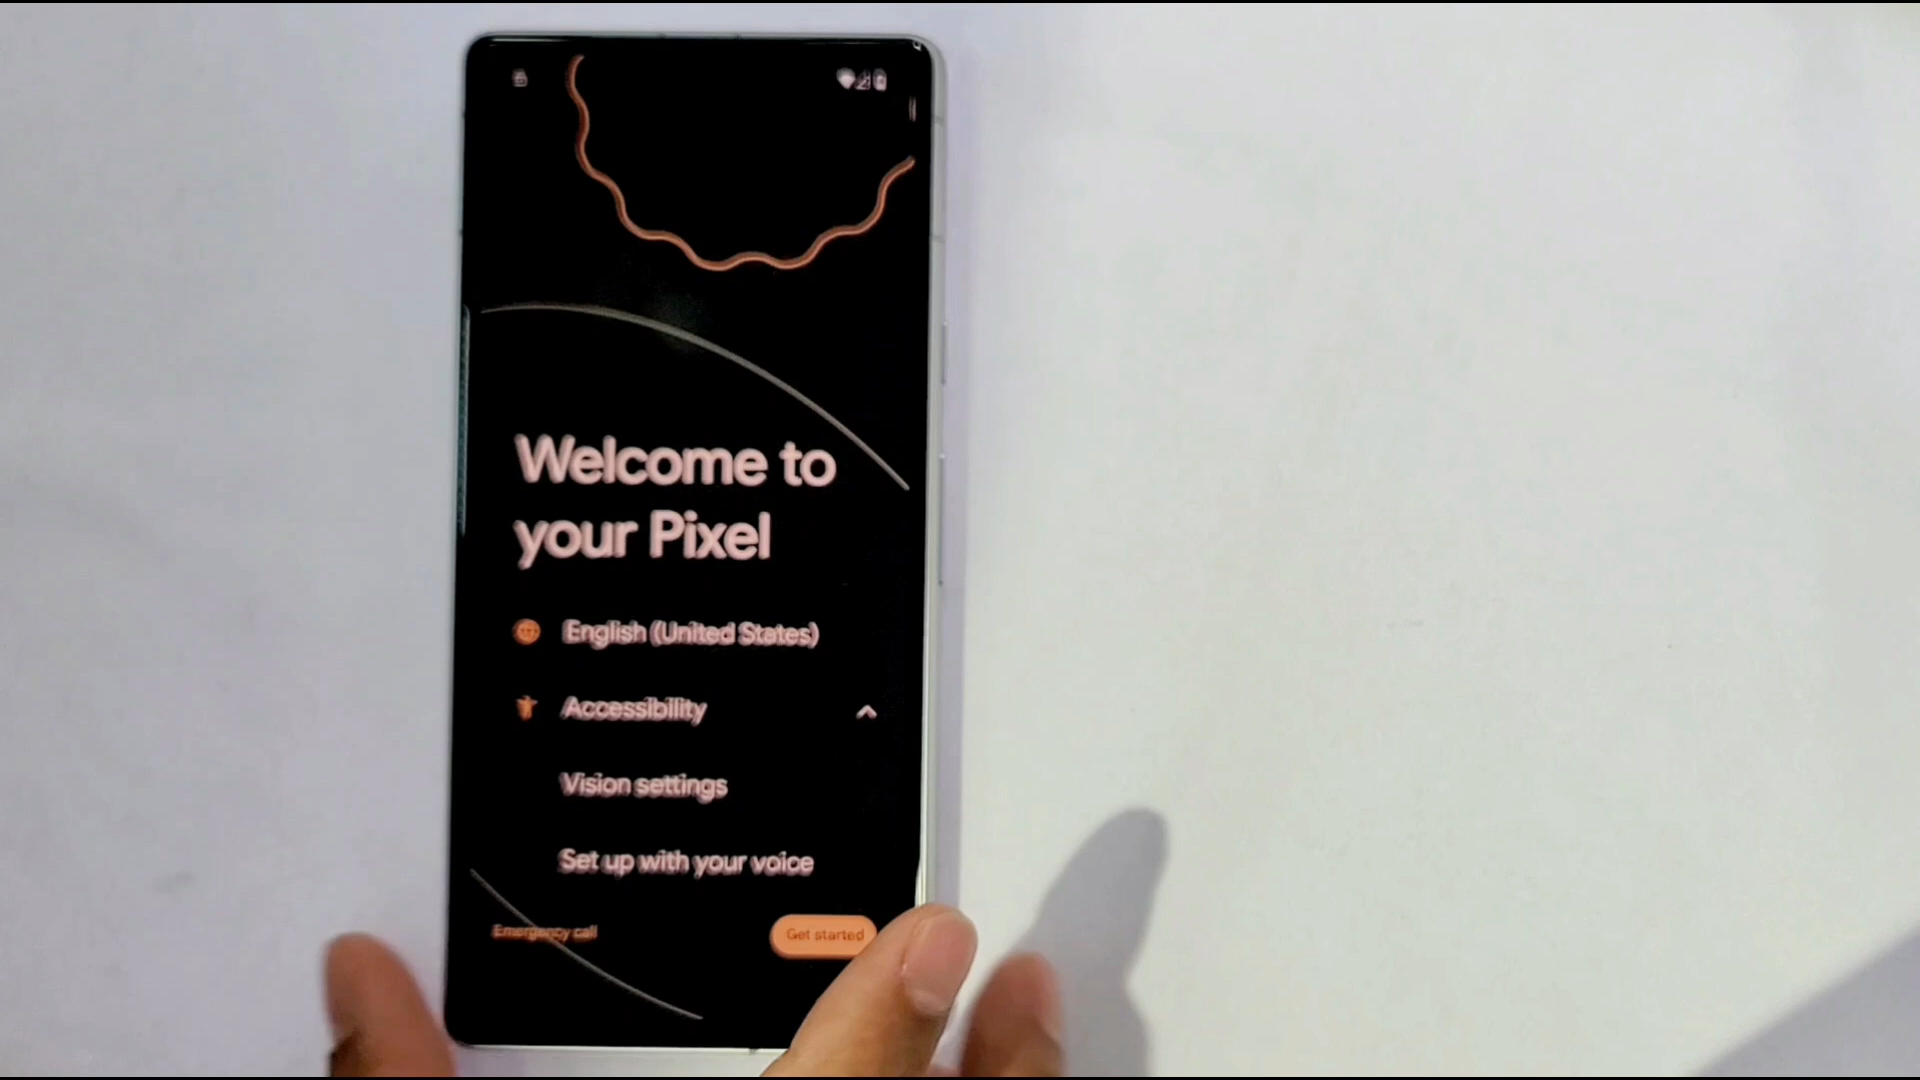 Welcome to
your Pixel
English (United States)
Accessibility
Vision settings
Set up with your voice
Emergency call
Get started